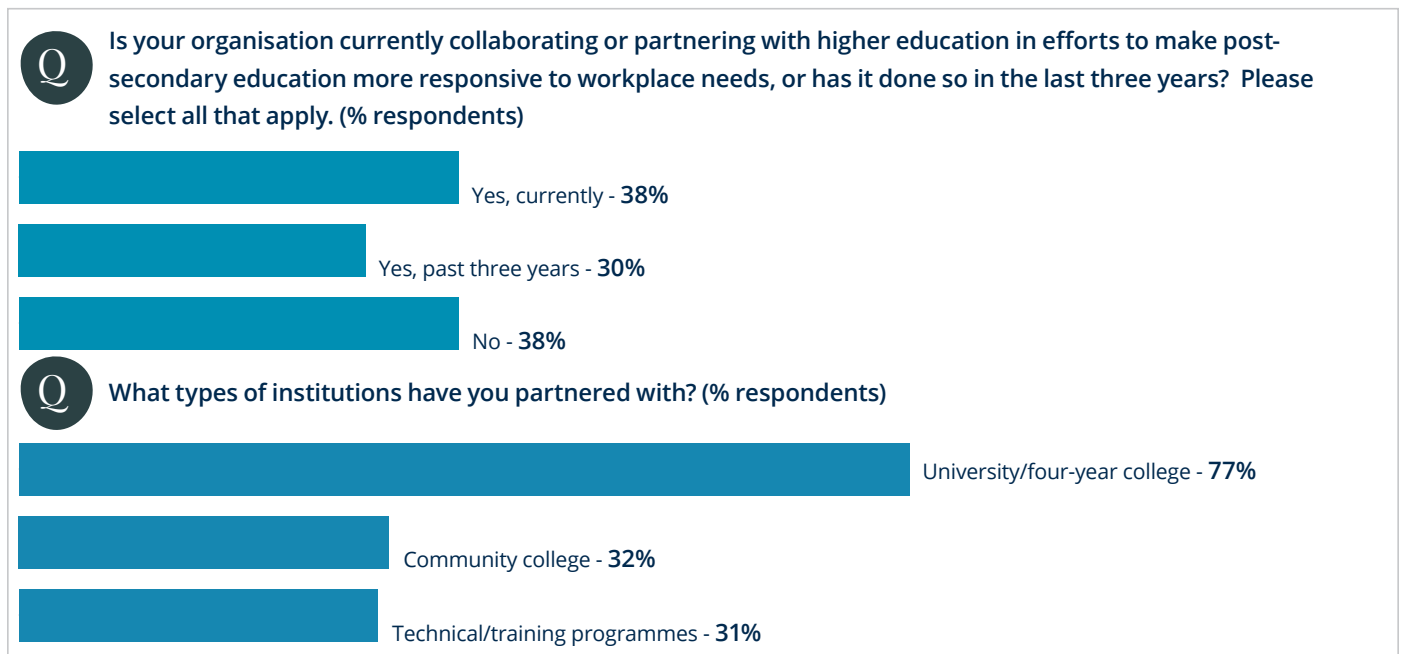 Q
Is your organisation currently collaborating or partnering with higher education in efforts to make post-
secondary education more responsive to workplace needs, or has it done so in the last three years?  Please
select all that apply. (% respondents)
Yes, currently - 38%
Yes, past three years - 30%
No - 38%
Q
What types of institutions have you partnered with? (% respondents)
University/four-year college - 77%
Community college - 32%
Technical/training programmes - 31%